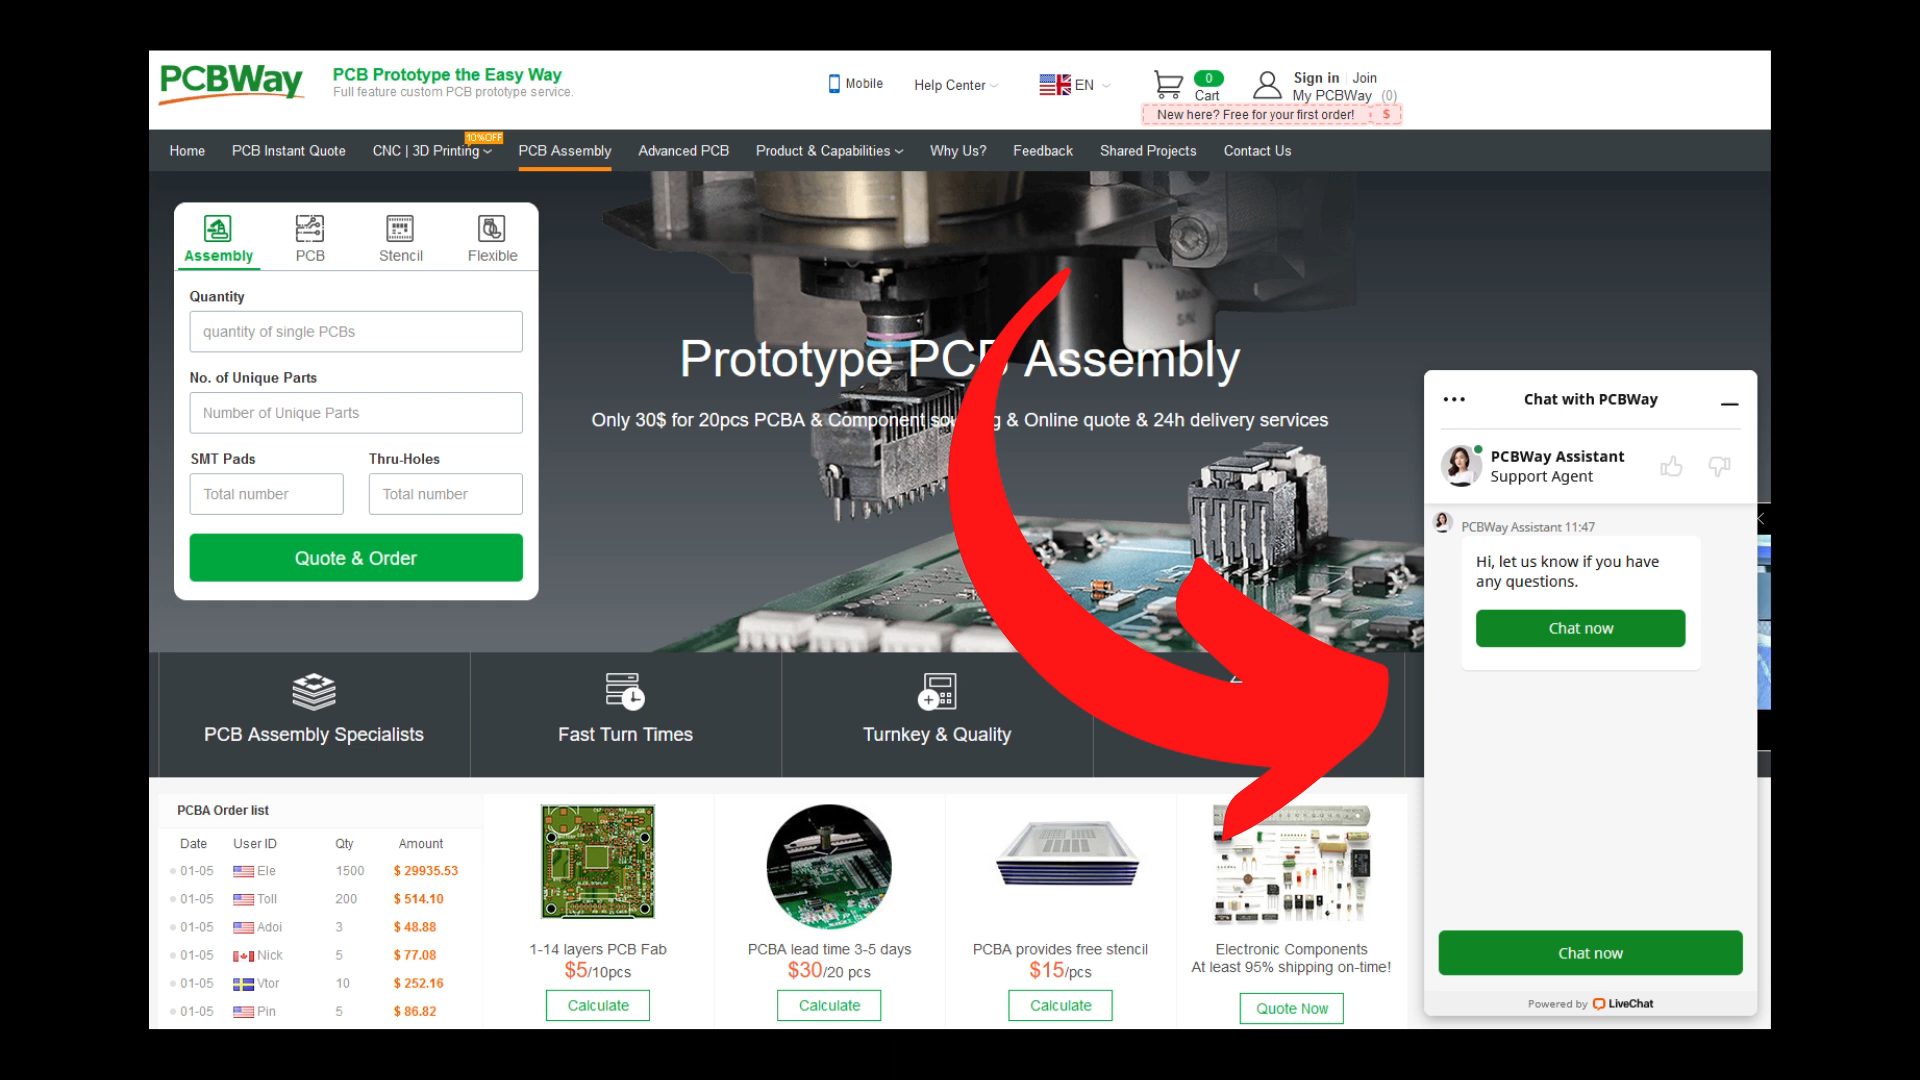 PCBWay
PCB Prototype the Easy Way
Full feature custom PCB prototype service.
Mobile
Help Center
EN
0
Cart
Sign in Join
My PCBWay (0)
New here? Free for your first order! $
10%OFF
Home PCB Instant Quote CNC | 3D Printing PCB Assembly Advanced PCB Product & Capabilities Why Us? Feedback Shared Projects Contact Us
Assembly PCB Stencil Flexible
Quantity
quantity of single PCBs
No. of Unique Parts
Number of Unique Parts
SMT Pads Thru-Holes
Total number Total number
Quote & Order
Prototype PCB Assembly
Only 30$ for 20pcs PCBA & Component & Online quote & 24h delivery services
PCB Assembly Specialists
Fast Turn Times
Turnkey & Quality
PCBA Order list
Date User ID Qty Amount
01-05 Ele 1500 $ 29935.53
01-05 Toll 200 $ 514.10
01-05 Adoi 3 $ 48.88
01-05 Nick 5 $ 77.08
01-05 Vtor 10 $ 252.16
01-05 Pin 5 $ 86.82
1-14 layers PCB Fab
$5/10pcs
Calculate
PCBA lead time 3-5 days
$30/20 pcs
Calculate
PCBA provides free stencil
$15/pcs
Calculate
Electronic Components
At least 95% shipping on-time!
Quote Now
Chat with PCBWay
PCBWay Assistant
Support Agent
PCBWay Assistant 11:47
Hi, let us know if you have
any questions.
Chat now
Chat now
Powered by LiveChat